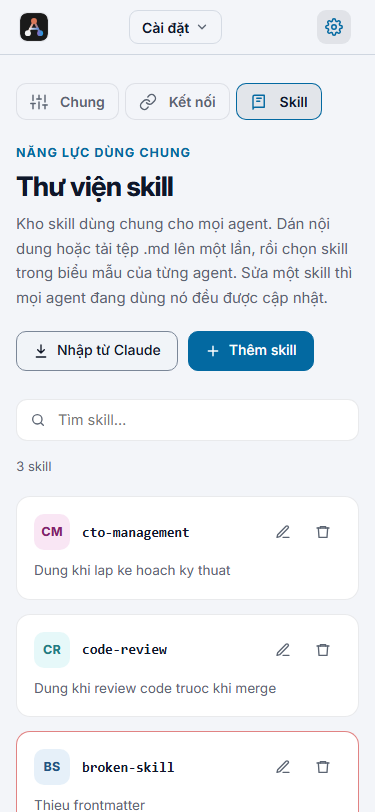 Cài đặt
Chung
Kết nối
Skill
NĂNG LỰC DÙNG CHUNG
Thư viện skill
Kho skill dùng chung cho mọi agent. Dán nội
dung hoặc tải tệp .md lên một lần, rồi chọn skill
trong biểu mẫu của từng agent. Sửa một skill thì
mọi agent đang dùng nó đều được cập nhật.
Nhập từ Claude
Thêm skill
Tìm skill...
3 skill
CM cto-management
Dung khi lap ke hoach ky thuat
CR code-review
Dung khi review code truoc khi merge
BS broken-skill
Thieu frontmatter